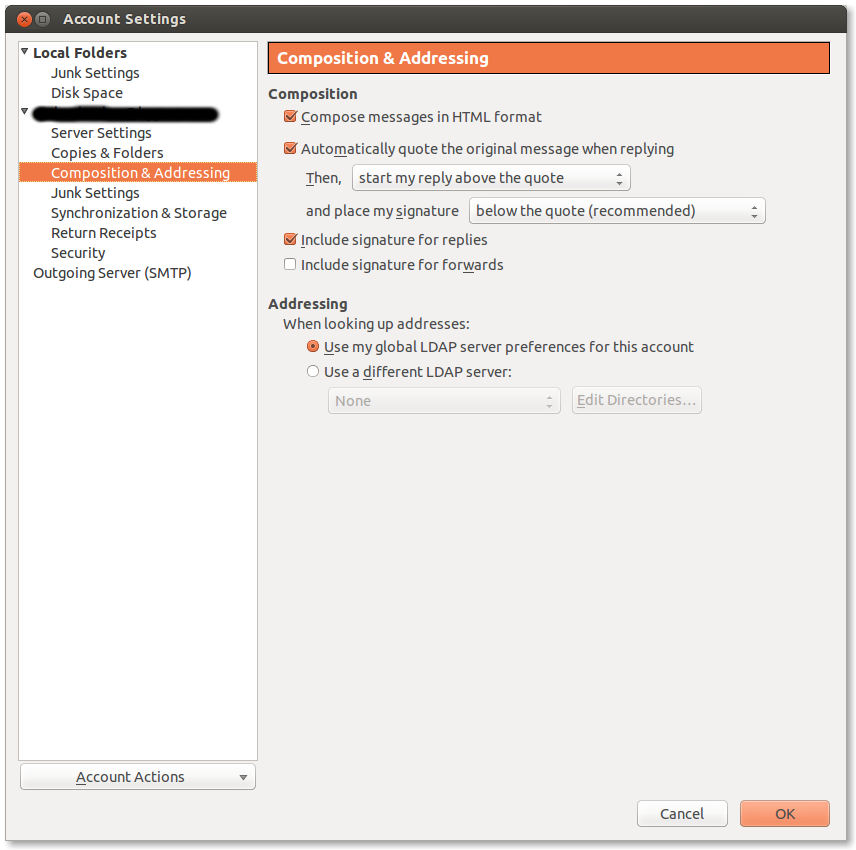 Account Settings
Local Folders
Junk Settings
Disk Space
Server Settings
Copies & Folders
Composition & Addressing
Junk Settings
Synchronization & Storage
Return Receipts
Security
Outgoing Server (SMTP)
Account Actions
Composition & Addressing
Composition
Compose messages in HTML format
Automatically quote the original message when replying
Then, start my reply above the quote
and place my signature below the quote (recommended)
Include signature for replies
Include signature for forwards
Addressing
When looking up addresses:
Use my global LDAP server preferences for this account
Use a different LDAP server:
None Edit Directories...
Cancel OK